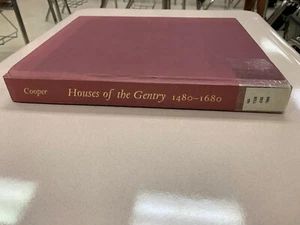 Cooper Houses of the Gentry 1480–1680